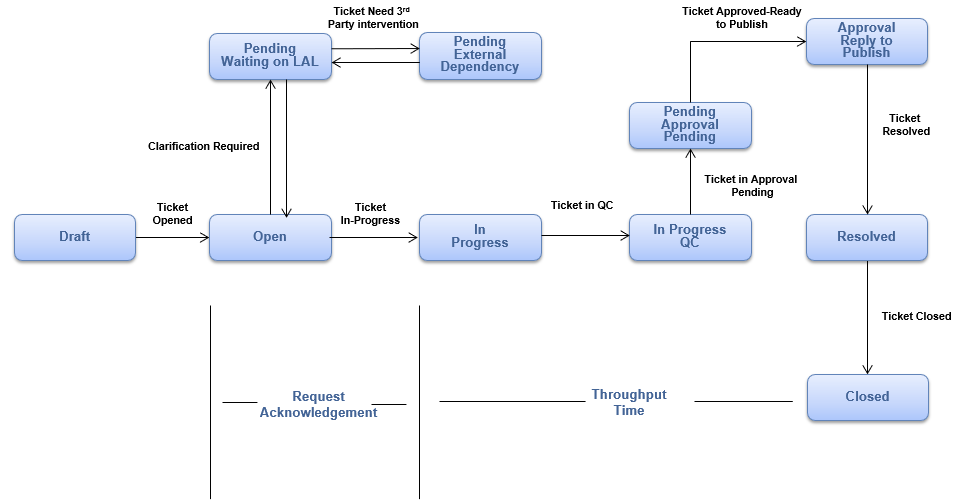 Ticket Need 3rd
Party intervention
Ticket Approved-Ready
to Publish
Pending
Waiting on LAL
Pending
External
Dependency
Approval
Reply to
Publish
Pending
Approval
Pending
Ticket
Resolved
Clarification Required
Ticket in Approval
Pending
Ticket
Opened
Ticket
In-Progress
Ticket in QC
Draft
Open
In
Progress
In Progress
QC
Resolved
Ticket Closed
Request
Acknowledgement
Throughput
Time
Closed